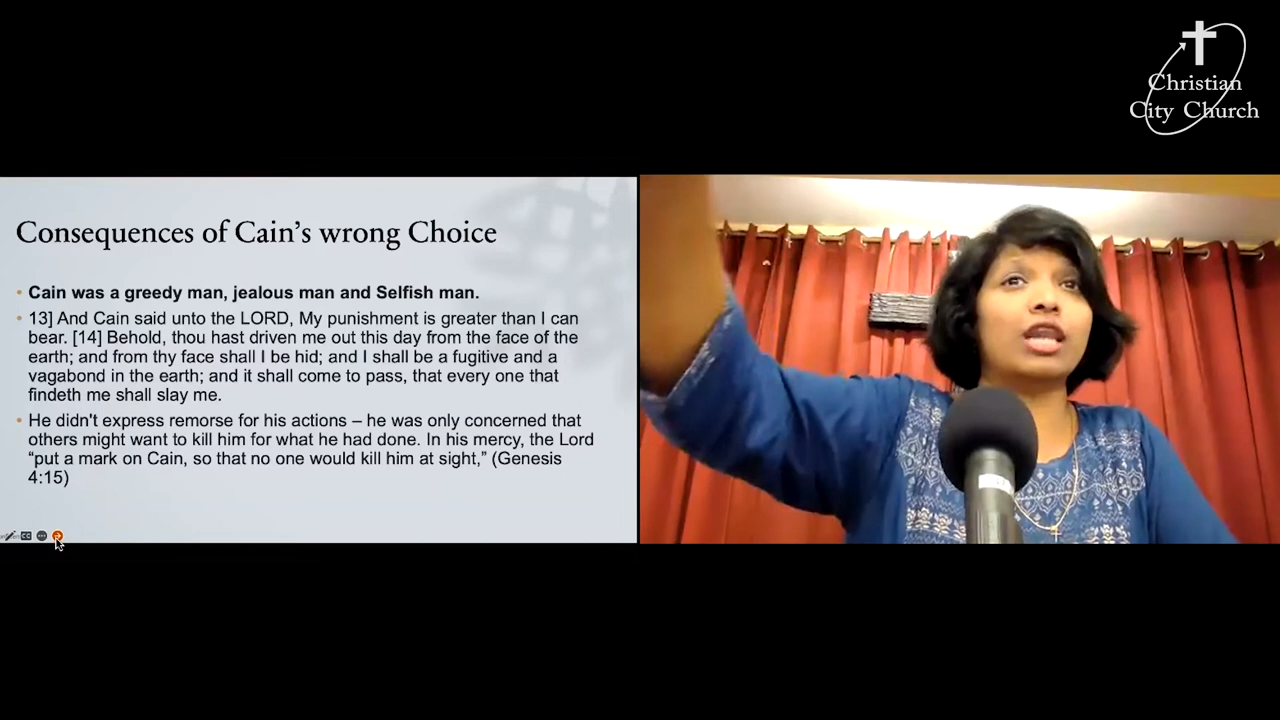 Christian
City Church
Consequences of Cain's wrong Choice
• Cain was a greedy man, jealous man and Selfish man.
• 13] And Cain said unto the LORD, My punishment is greater than I can
bear. [14] Behold, thou hast driven me out this day from the face of the
earth; and from thy face shall I be hid; and I shall be a fugitive and a
vagabond in the earth; and it shall come to pass, that every one that
findeth me shall slay me.
• He didn't express remorse for his actions – he was only concerned that
others might want to kill him for what he had done. In his mercy, the Lord
“put a mark on Cain, so that no one would kill him at sight,” (Genesis
4:15)